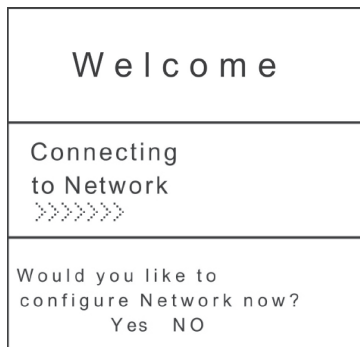 Welcome
Connecting
to Network
>>>>>>>
Would you like to
configure Network now?
Yes NO